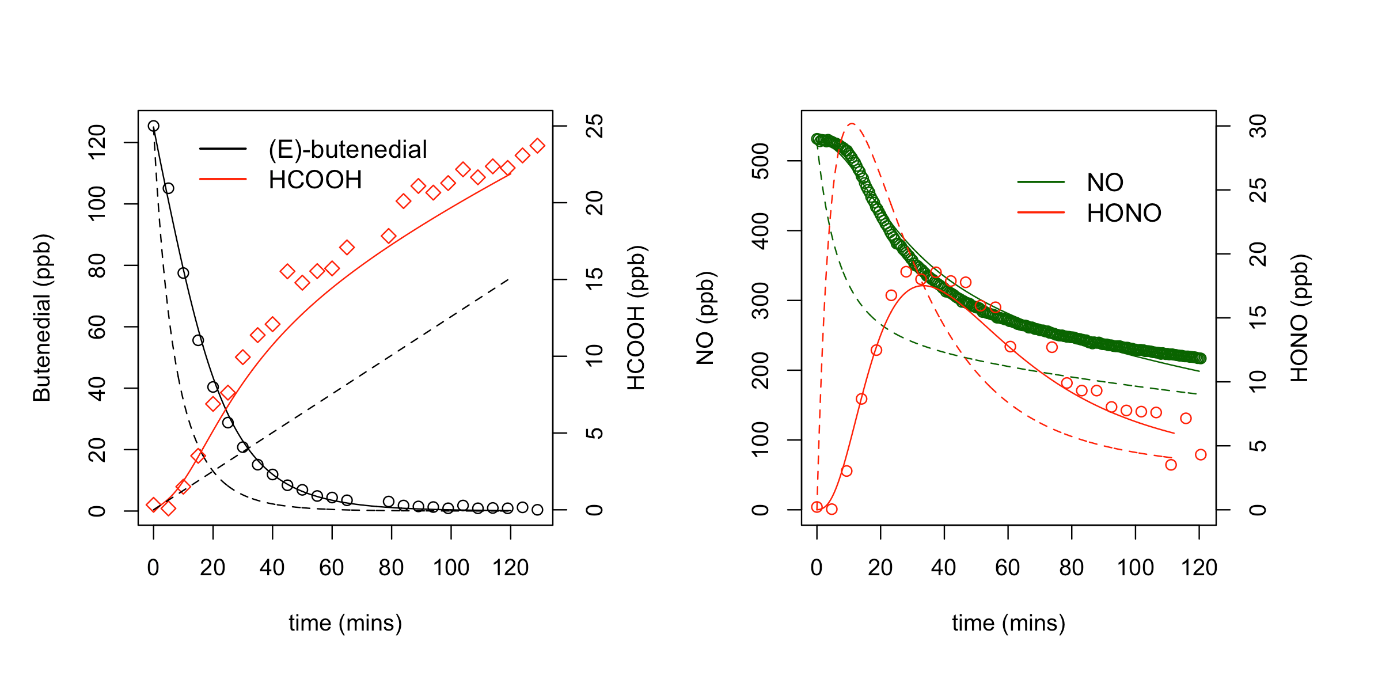 Butenedial (ppb)
0 20 40 60 80 100 120
(E)-butenedial
HCOOH
0 5 10 15 20 25
HCOOH (ppb)
0 20 40 60 80 100 120
time (mins)
NO (ppb)
0 100 200 300 400 500
NO
HONO
0 5 10 15 20 25 30
HONO (ppb)
0 20 40 60 80 100 120
time (mins)